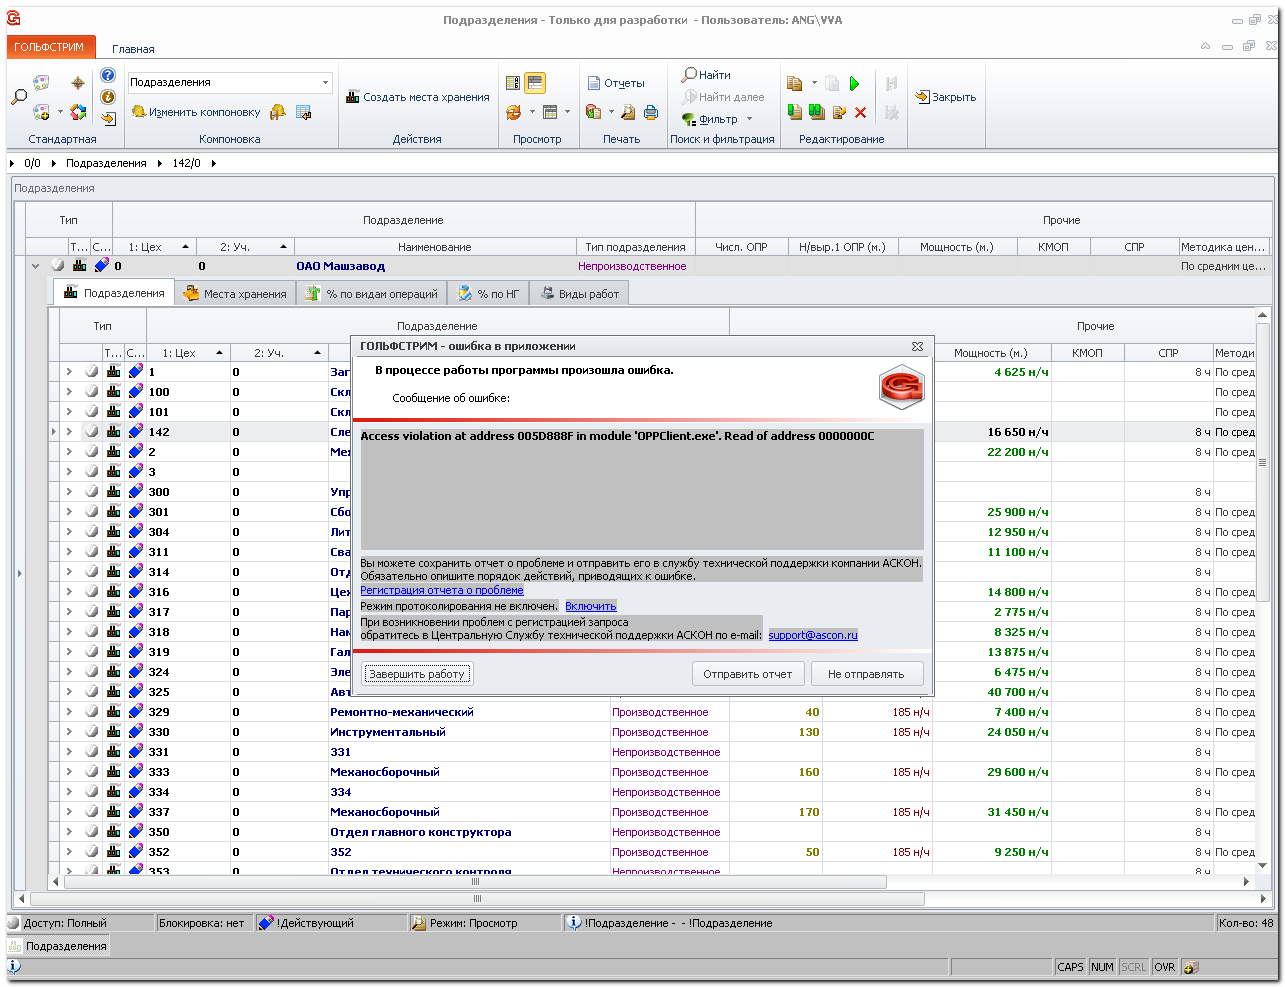 Подразделения - Только для разработки - Пользователь: ANG\VVA
ГОЛЬФСТРИМ
Главная
Подразделения
Изменить компоновку
Создать места хранения
Отчеты
Найти
Найти далее
Фильтр
Закрыть
Стандартная
Компоновка
Действия
Просмотр
Печать
Поиск и фильтрация
Редактирование
0/0 Подразделения 142/0
Подразделения
Тип Подразделение Прочие
Т... С... 1: Цех 2: Уч. Наименование Тип подразделения Числ. ОПР Н/выр.1 ОПР (м.) Мощность (м.) КМОП СПР Методика цен...
0 0 ОАО Машзавод Непроизводственное По средним це...
Подразделения Места хранения % по видам операций % по НГ Виды работ
Тип Подразделение Прочие
Т... С... 1: Цех 2: Уч. Мощность (м.) КМОП СПР Методи
1 0 Заг 4 625 н/ч 8 ч По сред
100 0 Скл По сред
101 0 Скл По сред
142 0 Сле 16 650 н/ч 8 ч По сред
2 0 Мех 22 200 н/ч 8 ч По сред
3 0
300 0 Упр 8 ч
301 0 Сбо 25 900 н/ч 8 ч По сред
304 0 Лит 12 950 н/ч 8 ч По сред
311 0 Сва 11 100 н/ч 8 ч По сред
314 0 Отд 8 ч
316 0 Цех 14 800 н/ч 8 ч По сред
317 0 Пар 2 775 н/ч 8 ч По сред
318 0 Нам 8 325 н/ч 8 ч По сред
319 0 Гал 13 875 н/ч 8 ч По сред
324 0 Эле 6 475 н/ч 8 ч По сред
325 0 Авт 40 700 н/ч 8 ч По сред
329 0 Ремонтно-механический Производственное 40 185 н/ч 7 400 н/ч 8 ч По сред
330 0 Инструментальный Производственное 130 185 н/ч 24 050 н/ч 8 ч По сред
331 0 331 Непроизводственное 8 ч
333 0 Механосборочный Производственное 160 185 н/ч 29 600 н/ч 8 ч По сред
334 0 334 Непроизводственное 8 ч
337 0 Механосборочный Производственное 170 185 н/ч 31 450 н/ч 8 ч По сред
350 0 Отдел главного конструктора Непроизводственное 8 ч
352 0 352 Производственное 50 185 н/ч 9 250 н/ч 8 ч По сред
353 0 Отдел технического контроля Непроизводственное 8 ч
ГОЛЬФСТРИМ - ошибка в приложении
В процессе работы программы произошла ошибка.
Сообщение об ошибке:
Access violation at address 005D888F in module 'OPPClient.exe'. Read of address 0000000C
Вы можете сохранить отчет о проблеме и отправить его в службу технической поддержки компании АСКОН.
Обязательно опишите порядок действий, приводящих к ошибке.
Регистрация отчета о проблеме
Режим протоколирования не включен. Включить
При возникновении проблем с регистрацией запроса
обратитесь в Центральную Службу технической поддержки АСКОН по e-mail: support@ascon.ru
Завершить работу Отправить отчет Не отправлять
Доступ: Полный Блокировка: нет !Действующий Режим: Просмотр !Подразделение - - !Подразделение Кол-во: 48
Подразделения
CAPS NUM SCRL OVR